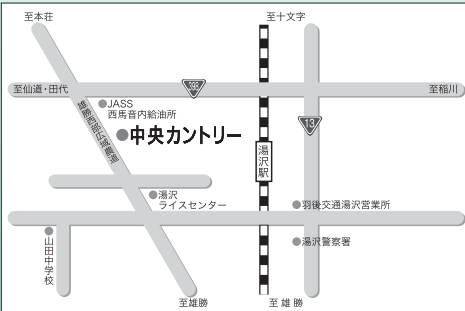 至本荘
至十文字
至仙道・田代
398
至稲川
JASS
西馬音内給油所
雄勝西部広域農道
13
中央カントリー
湯沢駅
湯沢
ライスセンター
羽後交通湯沢営業所
山田中学校
湯沢警察署
至雄勝
至 雄 勝